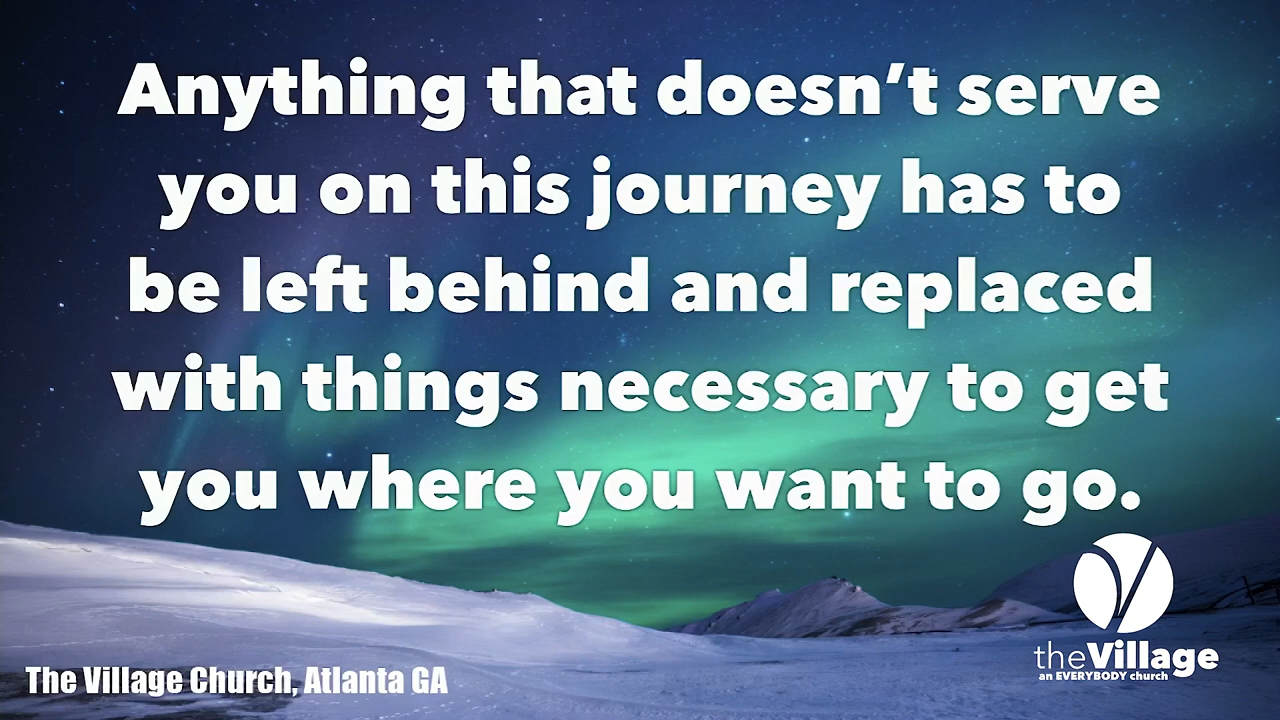 Anything that doesn’t serve
you on this journey has to
be left behind and replaced
with things necessary to get
you where you want to go.
theVillage
an EVERYBODY church
The Village Church, Atlanta GA